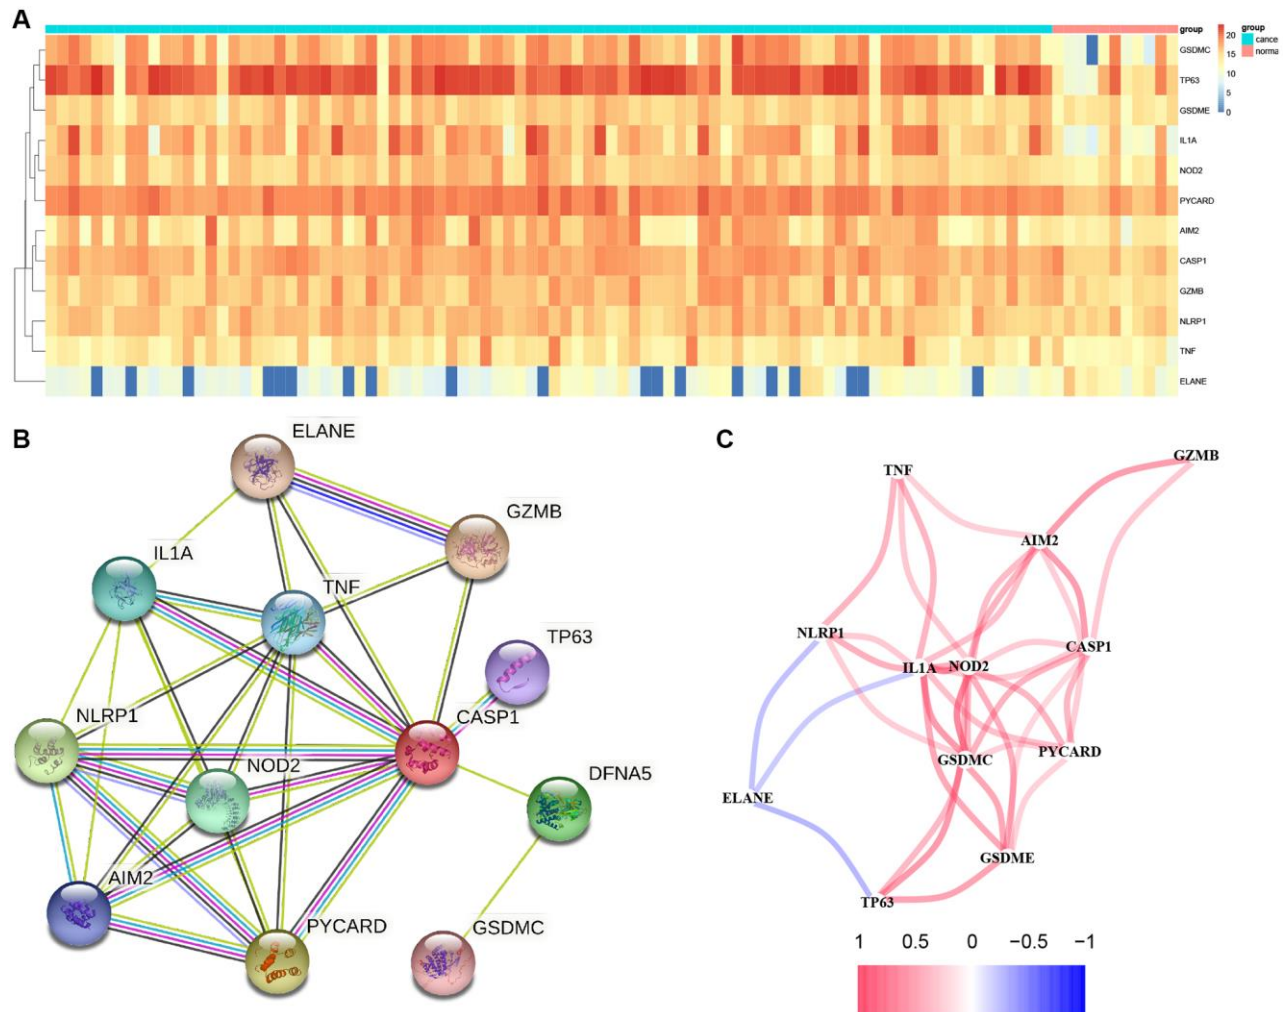 A
group
GSDMC
TP63
GSDME
IL1A
NOD2
PYCARD
AIM2
CASP1
GZMB
NLRP1
TNF
ELANE
20
15
10
5
0
group
cance
norma
B
ELANE
GZMB
IL1A
TNF
TP63
CASP1
NLRP1
NOD2
DFNA5
AIM2
PYCARD
GSDMC
C
GZMB
TNF
AIM2
NLRP1
CASP1
IL1A
NOD2
GSDMC
PYCARD
ELANE
GSDME
TP63
1 0.5 0 −0.5 −1